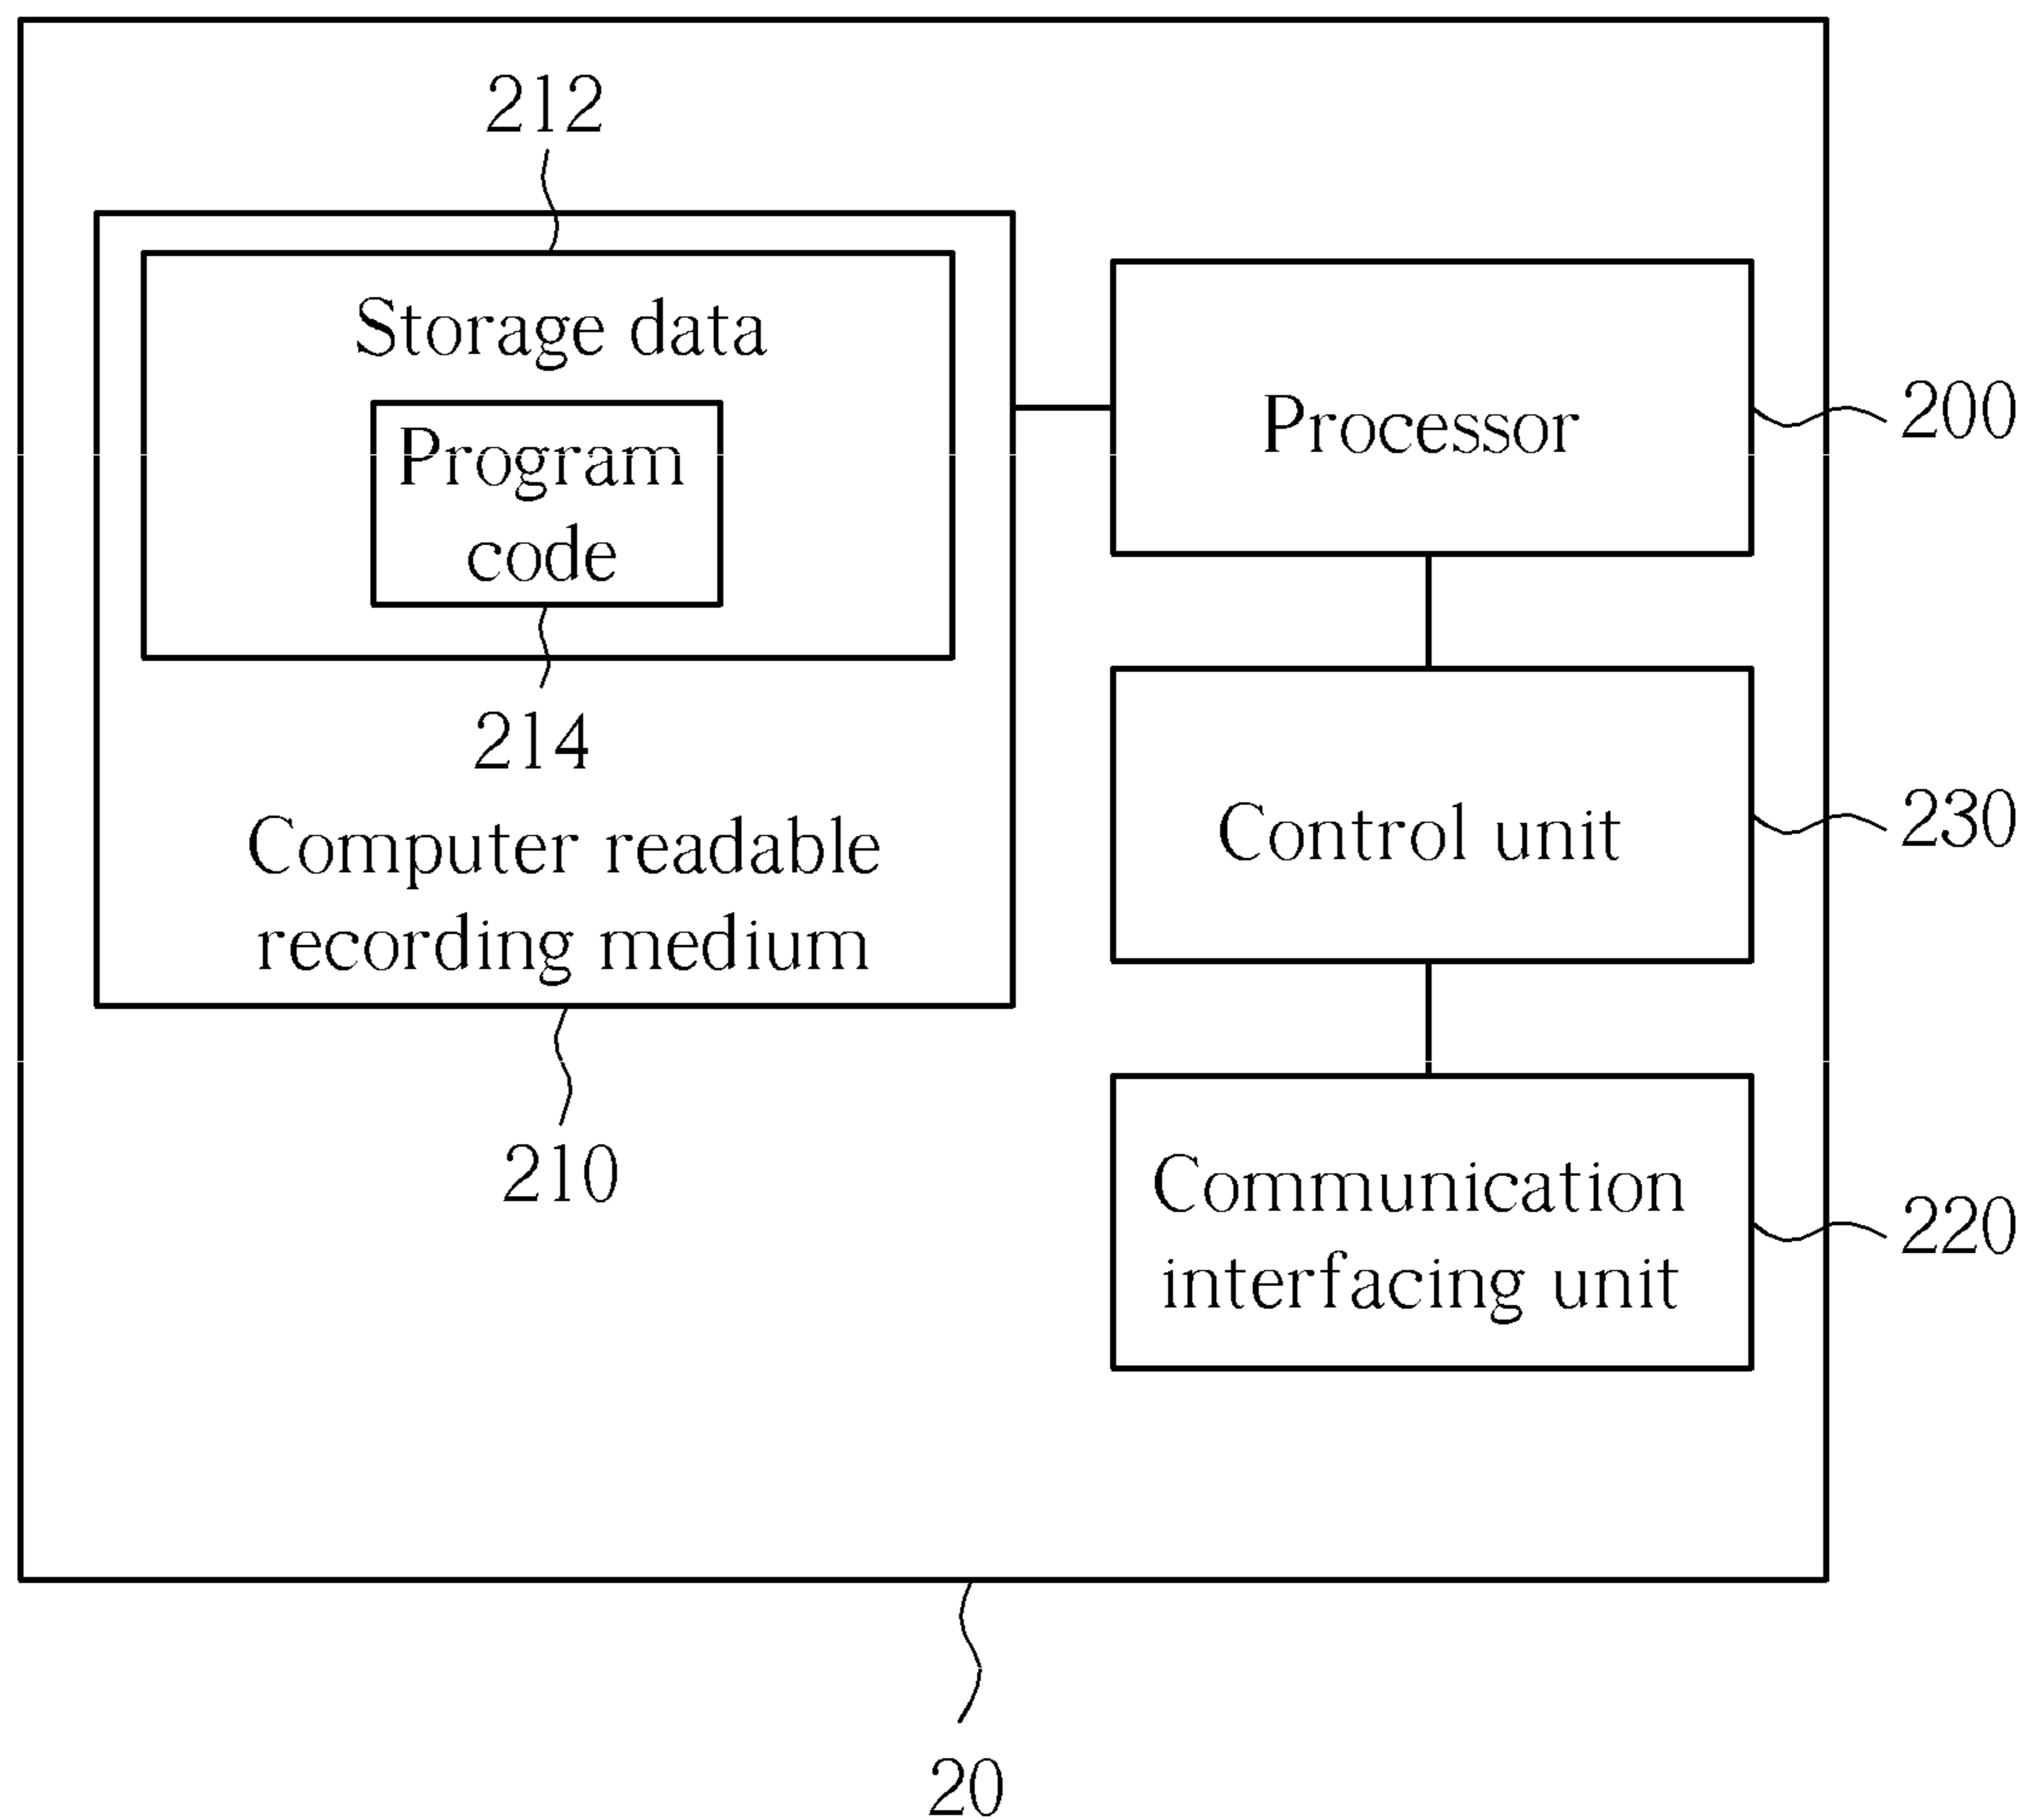 212
Storage data
Program
code
214
Computer readable
recording medium
210
Processor
200
Control unit
230
Communication
interfacing unit
220
20